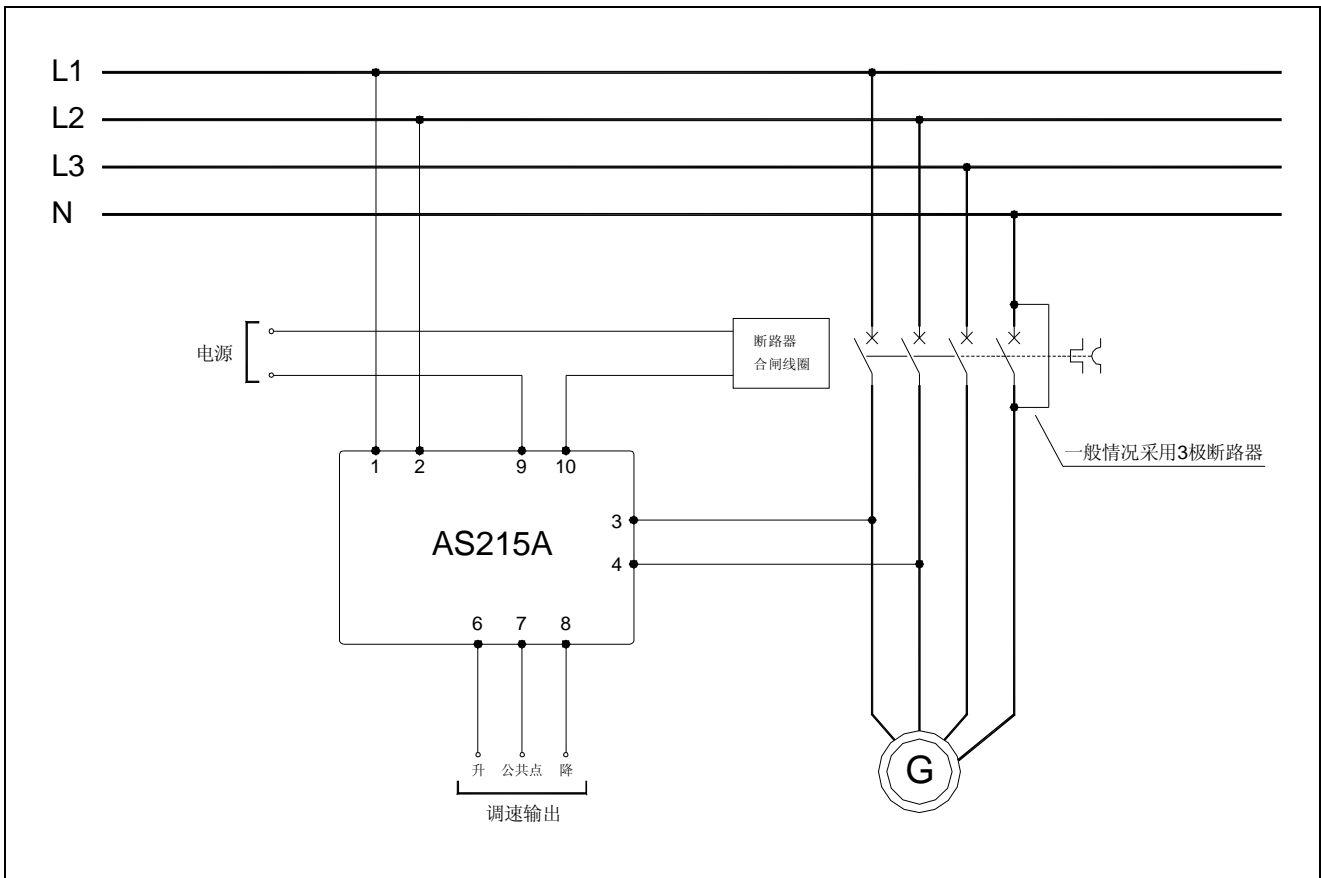 L1
L2
L3
N
电源
断路器
合闸线圈
一般情况采用3极断路器
1 2 9 10
3
AS215A
4
6 7 8
升 公共点 降
调速输出
G